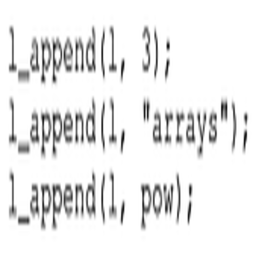 l_append(l, 3);
l_append(l, "arrays");
l_append(l, pow);